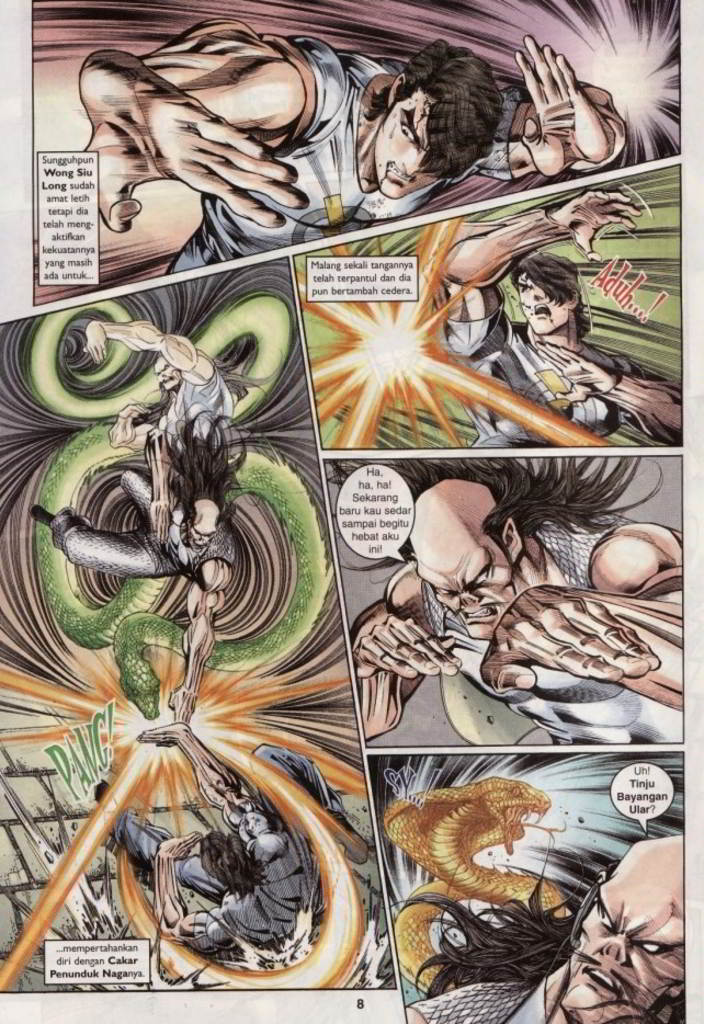 Sungguhpun
Wong Siu
Long sudah
amat letih
tetapi dia
telah meng-
aktifkan
kekuatannya
yang masih
ada untuk...
PANG!
...mempertahankan
diri dengan Cakar
Penunduk Naganya.
Malang sekali tangannya
telah terpantul dan dia
pun bertambah cedera.
Aduh...!
Ha,
ha, ha!
Sekarang
baru kau sedar
sampai begitu
hebat aku
ini!
Uh!
Tinju
Bayangan
Ular?
8